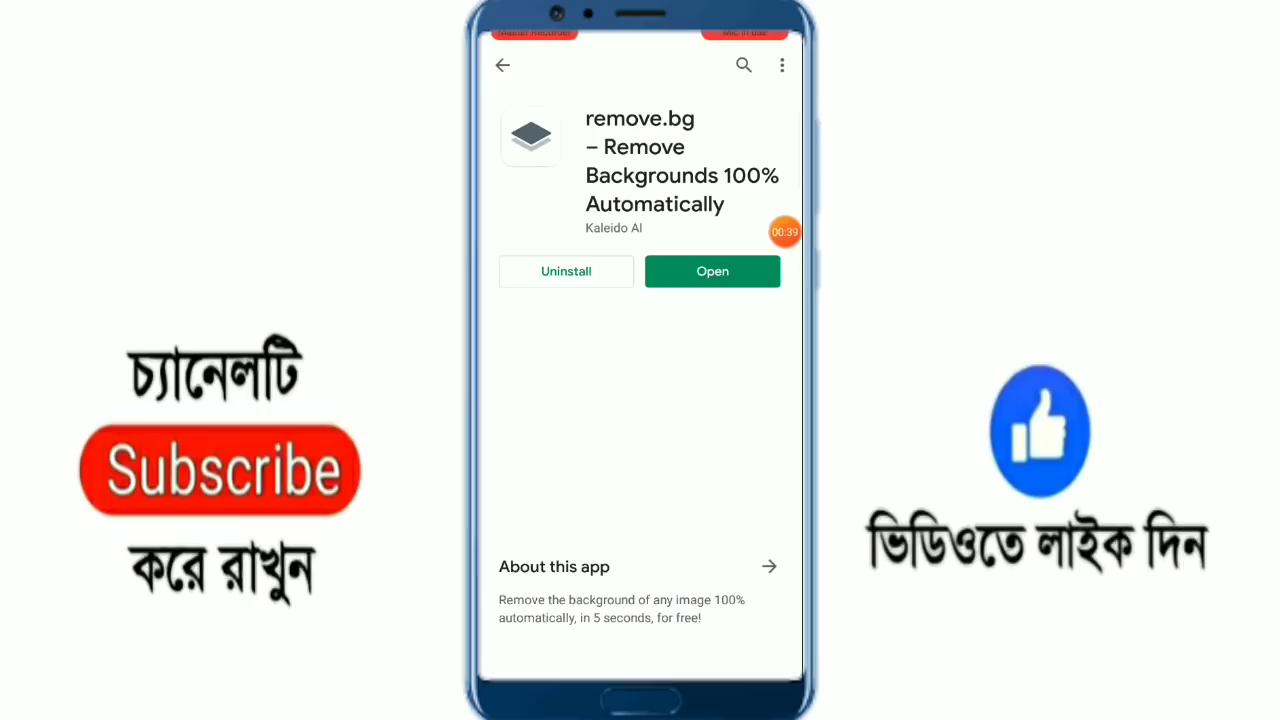 remove.bg
– Remove
Backgrounds 100%
Automatically
Kaleido AI
00:39
Uninstall
Open
চ্যানেলটি
Subscribe
করে রাখুন
ভিডিওতে লাইক দিন
About this app
Remove the background of any image 100%
automatically, in 5 seconds, for free!